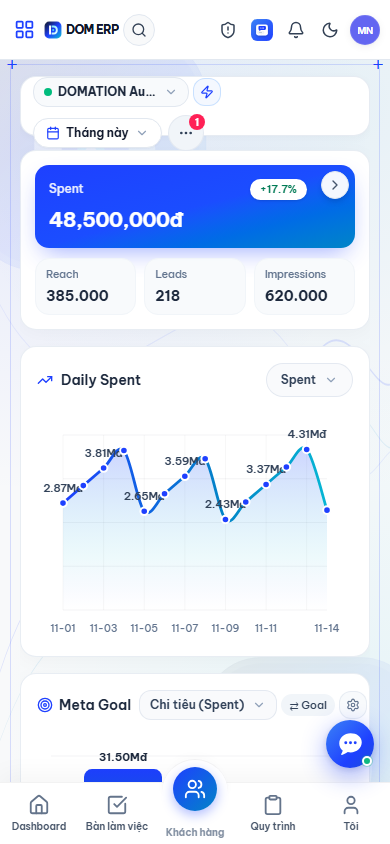 DOM ERP
MN
DOMATION Au...
Tháng này
1
Spent
+17.7%
48,500,000đ
Reach
385.000
Leads
218
Impressions
620.000
Daily Spent
Spent
4.31Mđ
3.81Mđ
3.59Mđ
3.37Mđ
2.87Mđ
2.65Mđ
2.43Mđ
11-01 11-03 11-05 11-07 11-09 11-11 11-14
Meta Goal
Chi tiêu (Spent)
⇄ Goal
31.50Mđ
Dashboard
Bàn làm việc
Khách hàng
Quy trình
Tôi